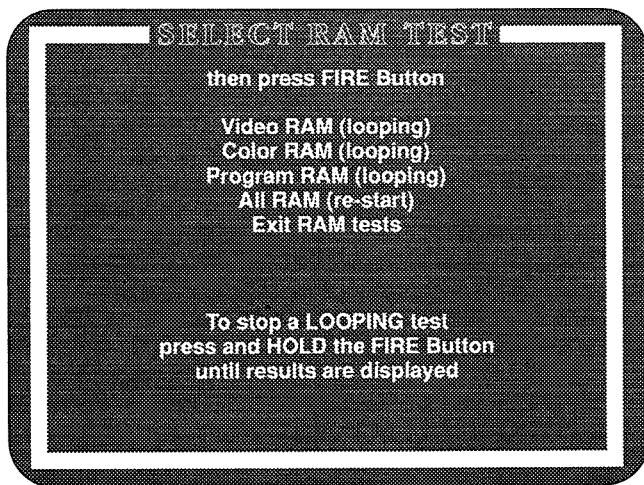 SELECT RAM TEST
then press FIRE Button
Video RAM (looping)
Color RAM (looping)
Program RAM (looping)
All RAM (re-start)
Exit RAM tests
To stop a LOOPING test
press and HOLD the FIRE Button
until results are displayed